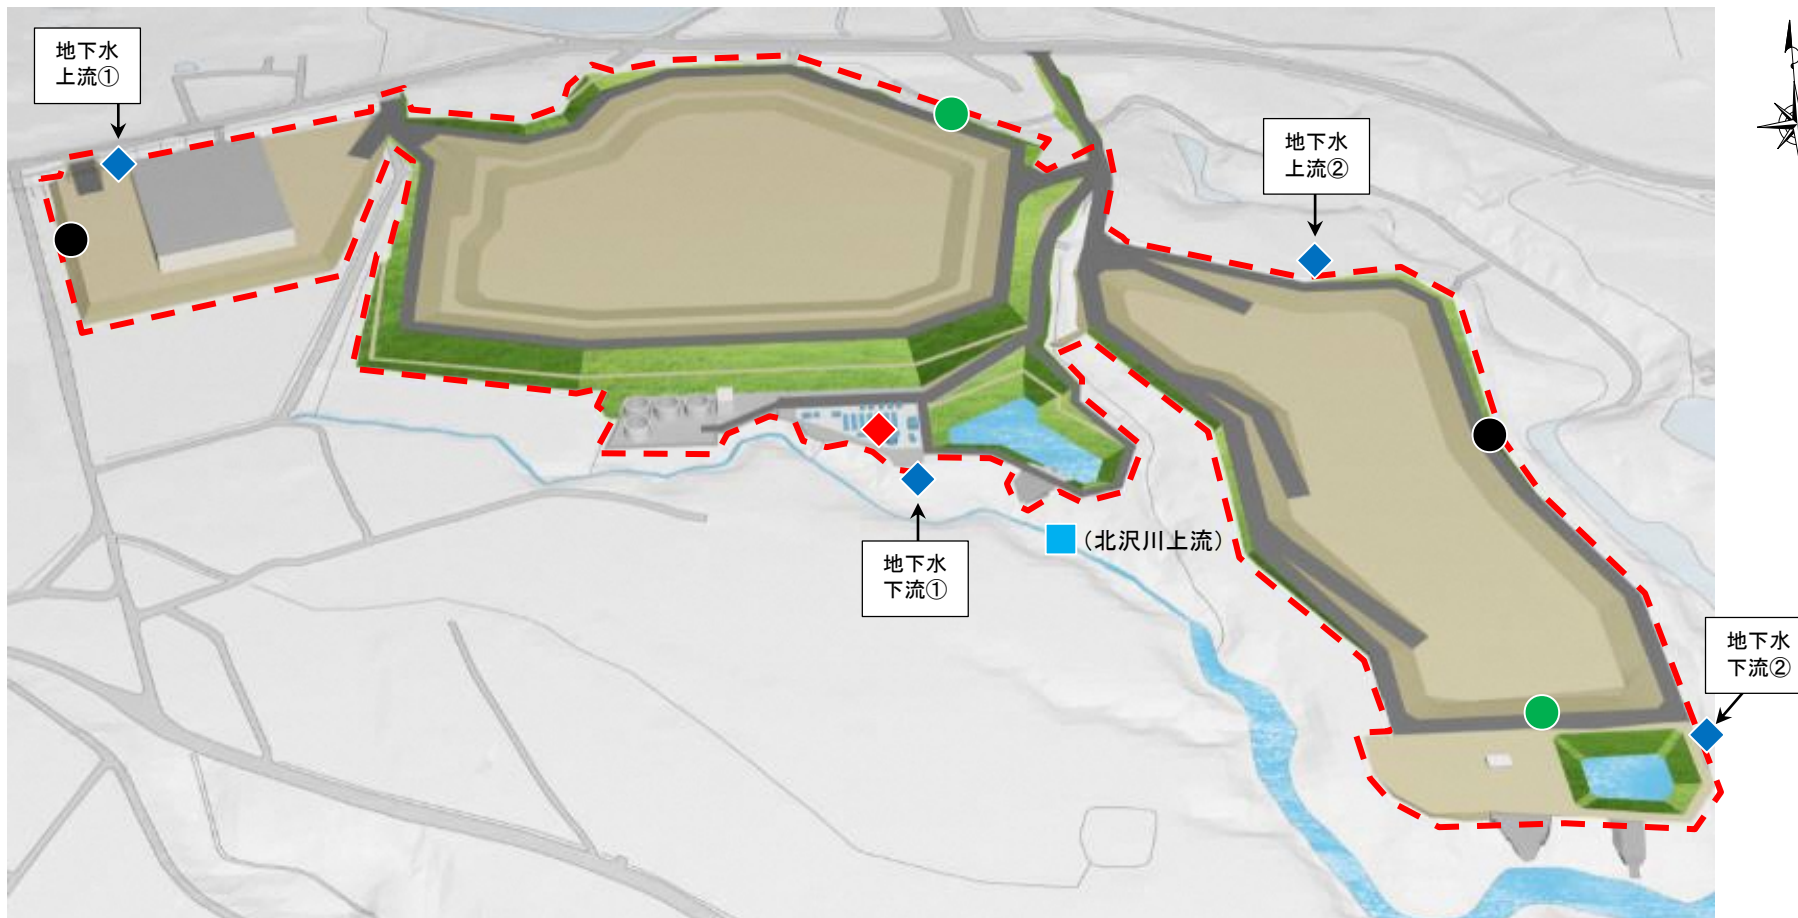 地下水
上流①
地下水
上流②
(北沢川上流)
地下水
下流①
地下水
下流②